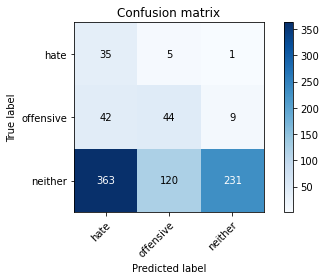 Confusion matrix
True label
hate
35
5
1
offensive
42
44
9
neither
363
120
231
hate
offensive
neither
Predicted label
350
300
250
200
150
100
50